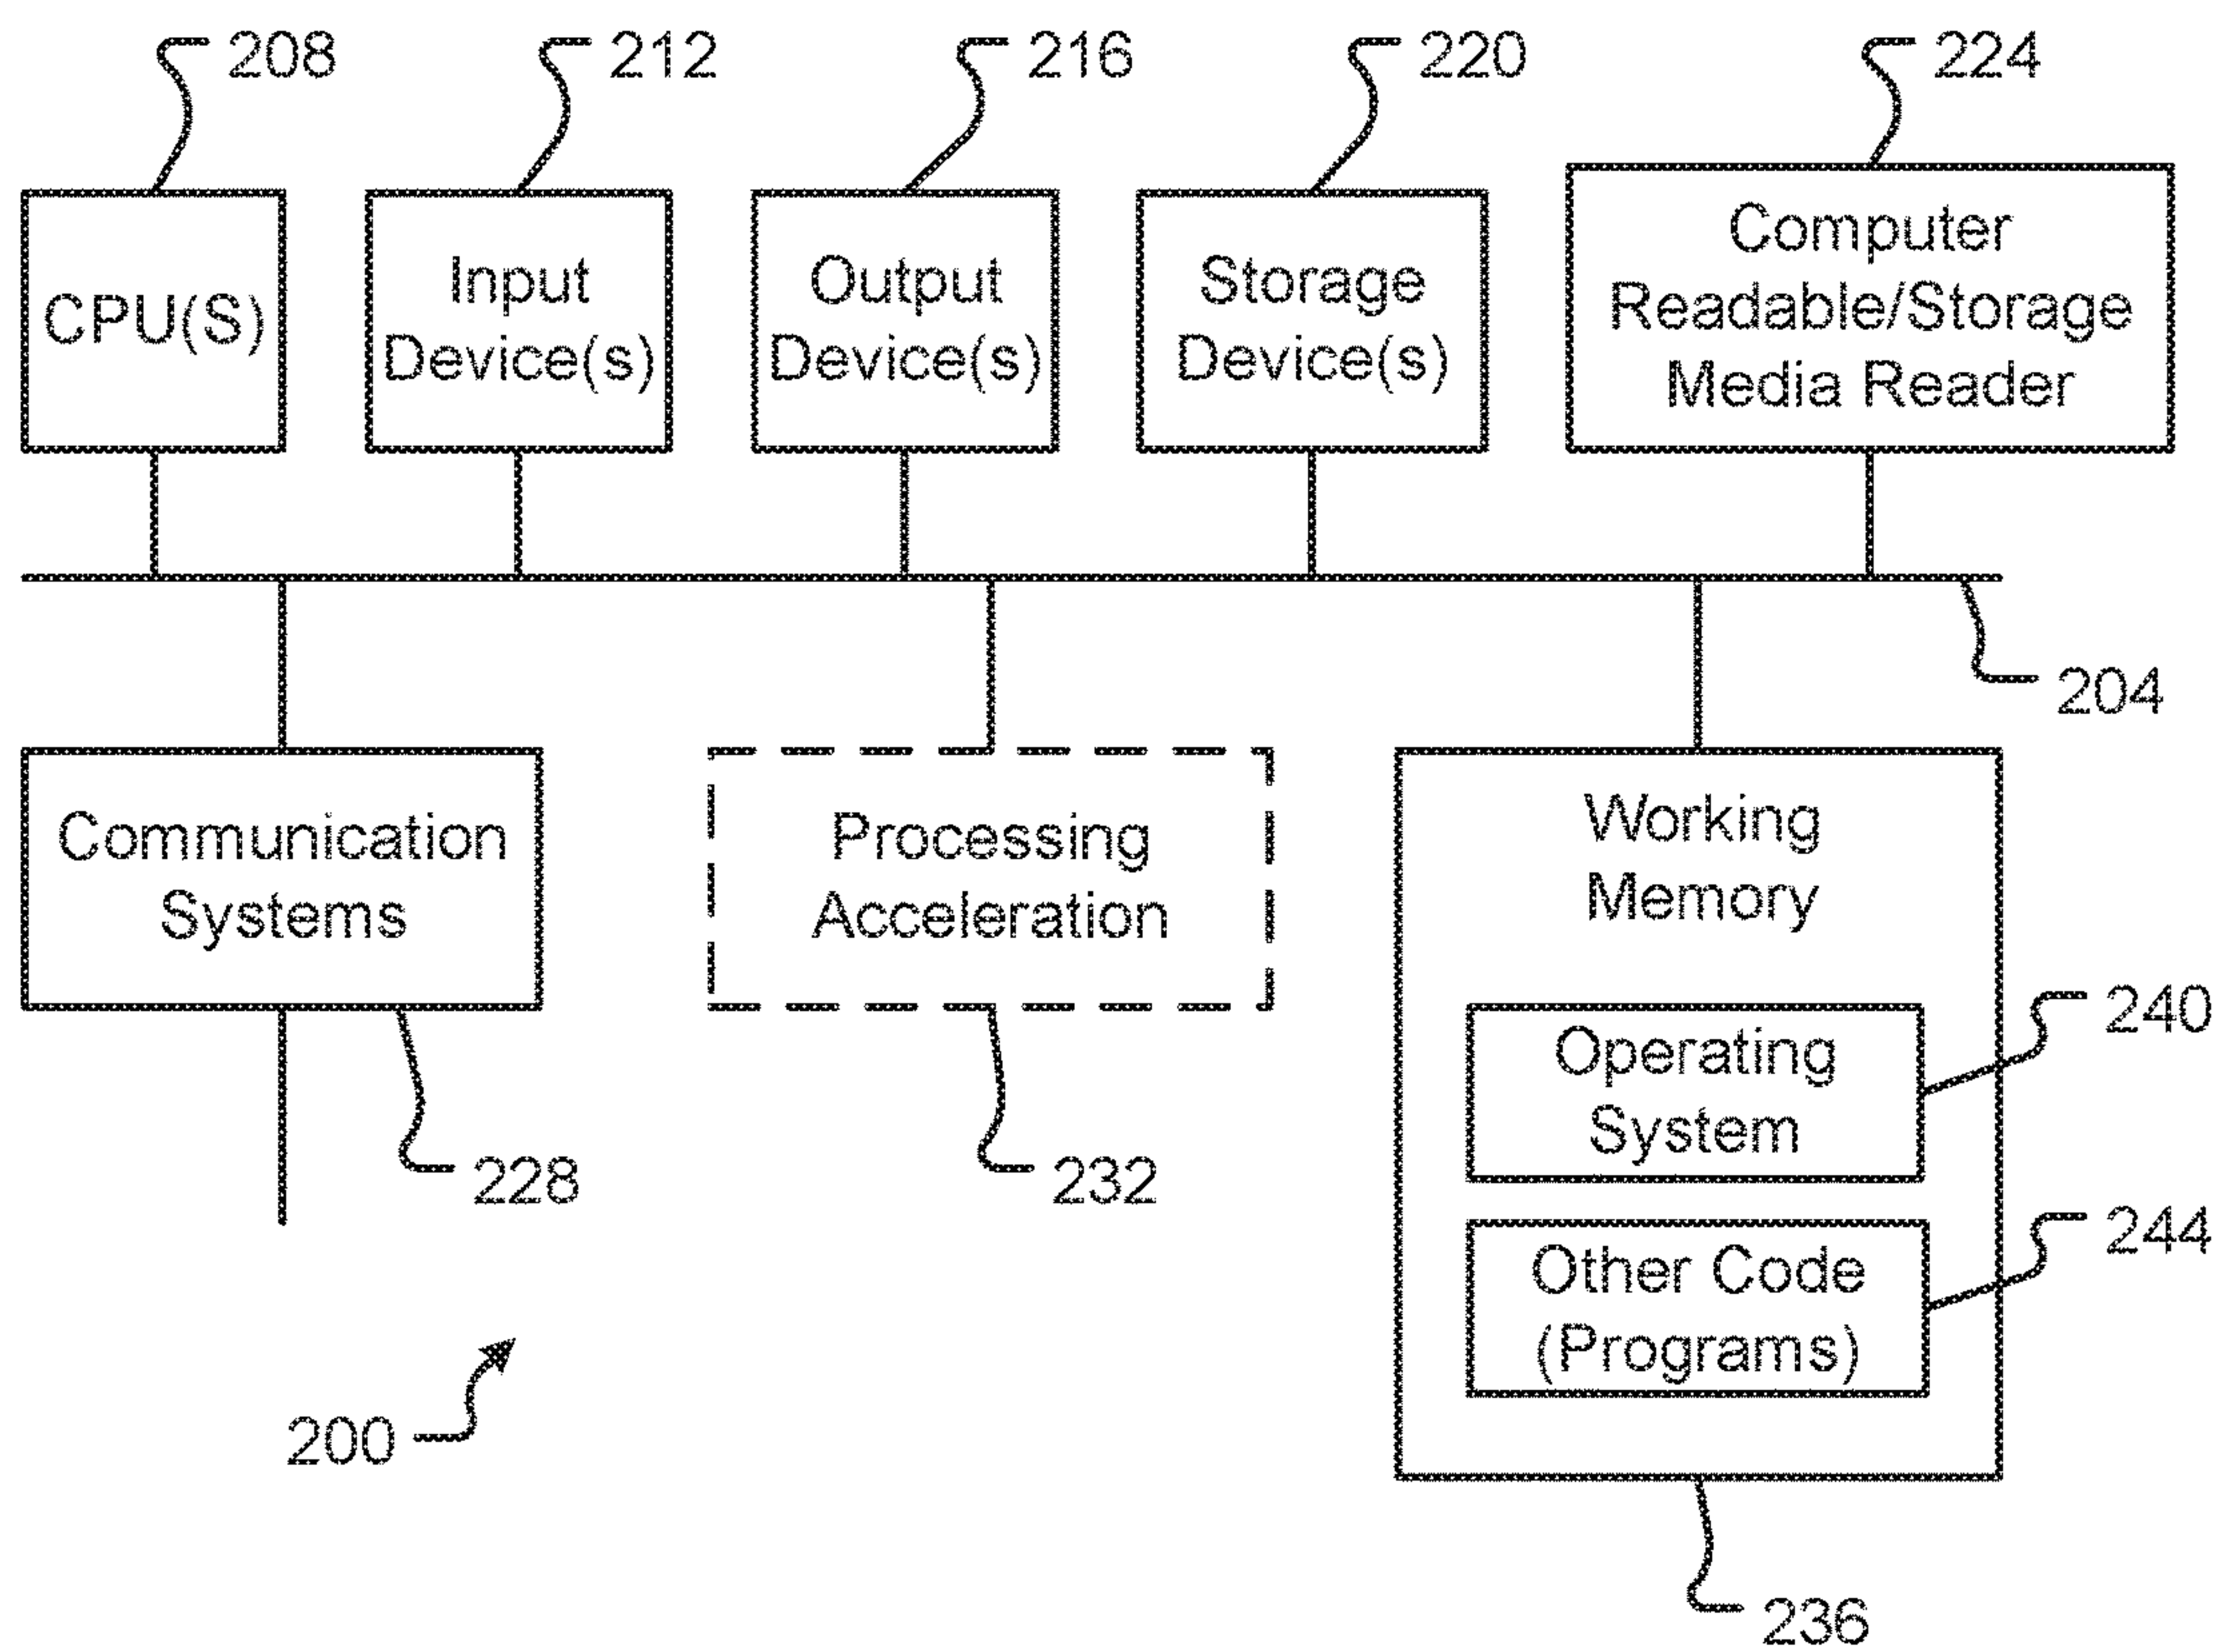 208
212
216
220
224
CPU(S)
Input
Device(s)
Output
Device(s)
Storage
Device(s)
Computer
Readable/Storage
Media Reader
204
Communication
Systems
Processing
Acceleration
Working
Memory
Operating
System
240
228
232
Other Code
(Programs)
244
200
236